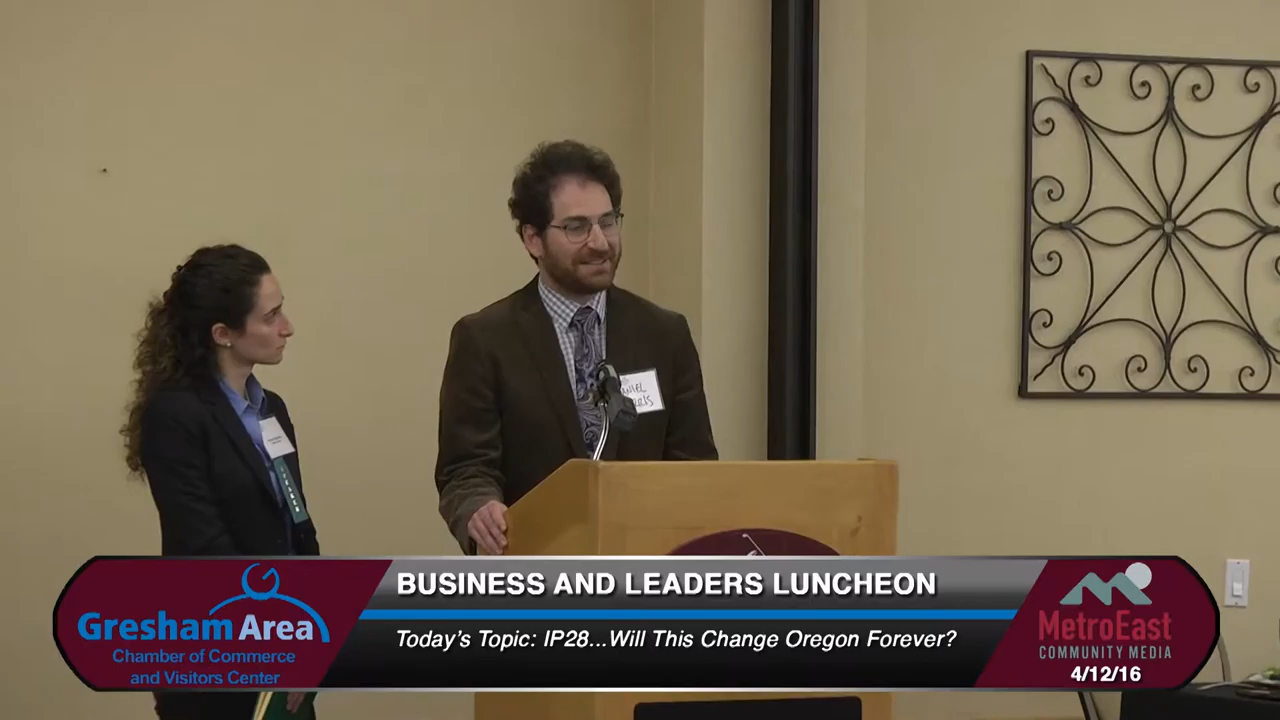 BUSINESS AND LEADERS LUNCHEON
Today's Topic: IP28...Will This Change Oregon Forever?
Gresham Area
Chamber of Commerce
and Visitors Center
MetroEast
COMMUNITY MEDIA
4/12/16